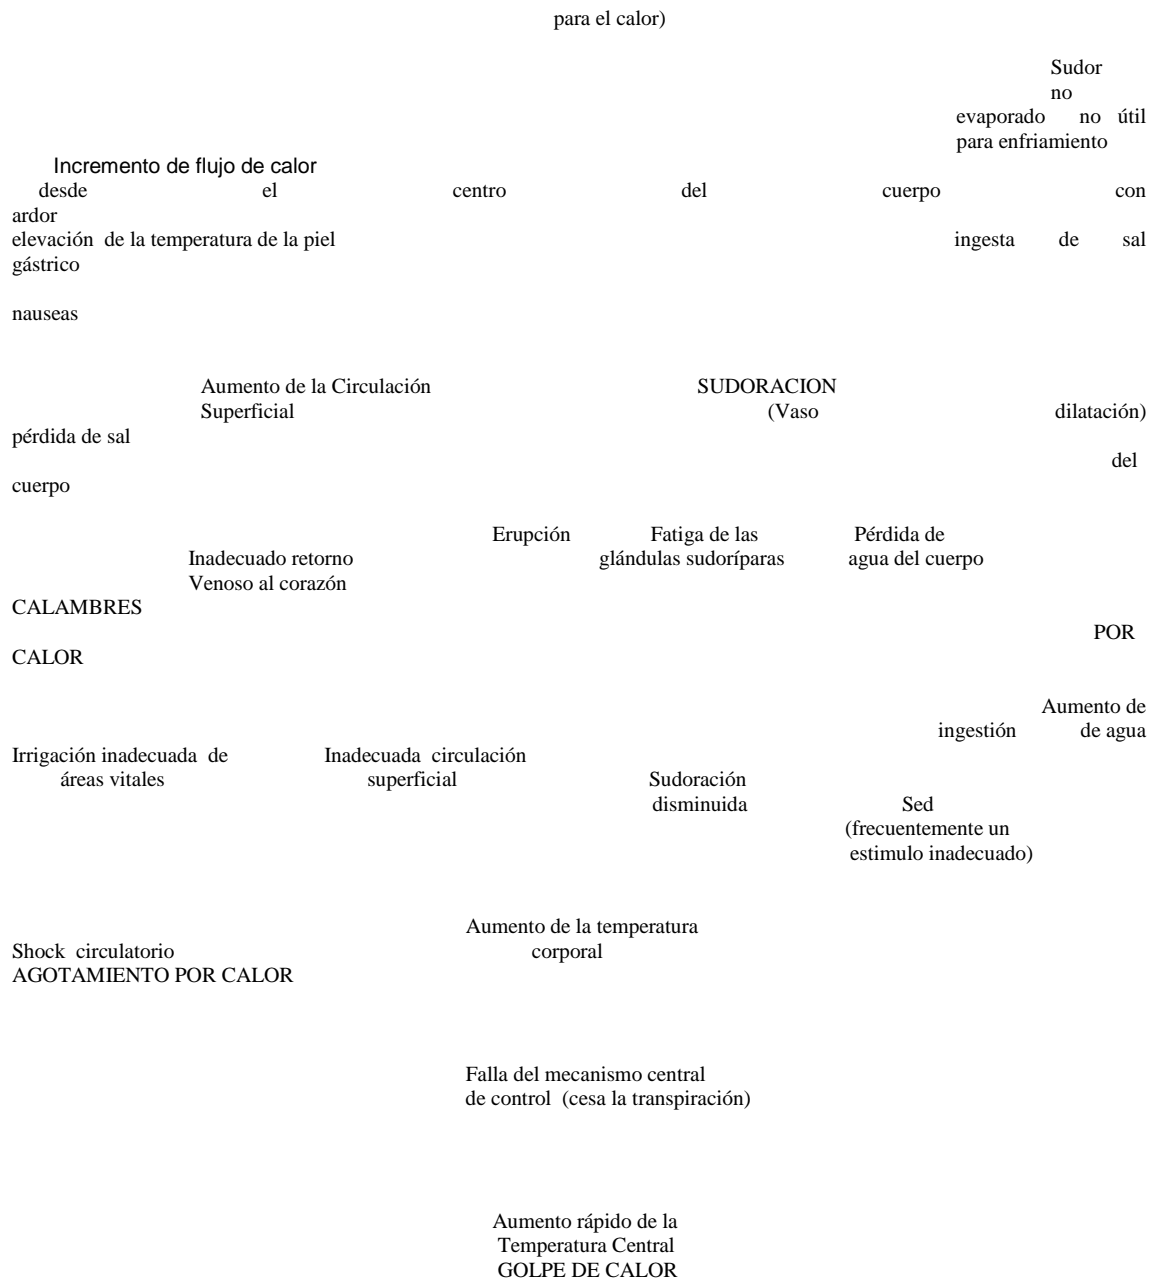 para el calor)
Sudor
no
evaporado no útil
para enfriamiento
Incremento de flujo de calor
desde el centro del cuerpo con
ardor
elevación de la temperatura de la piel ingesta de sal
gástrico
nauseas
Aumento de la Circulación SUDORACION
Superficial (Vaso dilatación)
pérdida de sal
del
cuerpo
Erupción Fatiga de las Pérdida de
Inadecuado retorno glándulas sudoríparas agua del cuerpo
Venoso al corazón
CALAMBRES
POR
CALOR
Aumento de
ingestión de agua
Irrigación inadecuada de Inadecuada circulación
áreas vitales superficial Sudoración
disminuida Sed
(frecuentemente un
estimulo inadecuado)
Aumento de la temperatura
Shock circulatorio corporal
AGOTAMIENTO POR CALOR
Falla del mecanismo central
de control (cesa la transpiración)
Aumento rápido de la
Temperatura Central
GOLPE DE CALOR